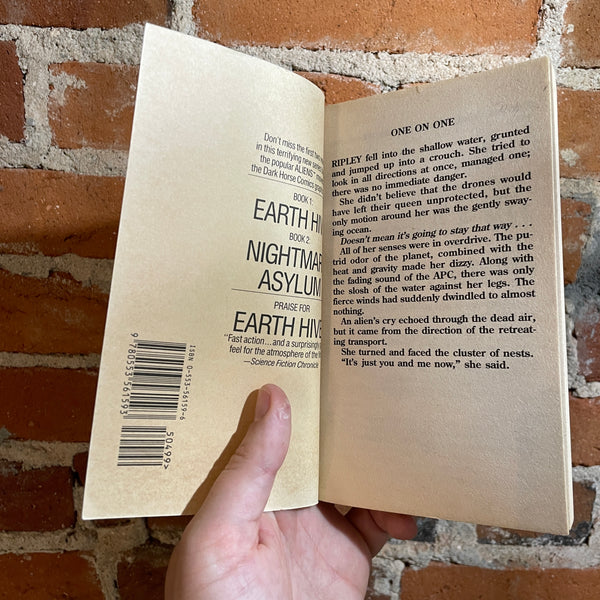 Don't miss the first
in this terrifying new
the popular ALIENS™
the Dark Horse Comics
BOOK 1:
EARTH
BOOK 2:
NIGHTMAR
ASYLUM
PRAISE FOR
EARTH HIV
"Fast action...and a surprisingly
feel for the atmosphere of the
—Science Fiction Chronicle
9 780553 561593
ISBN 0-553-56159-6
50499>
ONE ON ONE
RIPLEY fell into the shallow water, grunted
and jumped up into a crouch. She tried to
look in all directions at once, managed one;
there was no immediate danger.
She didn't believe that the drones would
have left their queen unprotected, but the
only motion around her was the gently sway-
ing ocean.
Doesn't mean it's going to stay that way . . .
All of her senses were in overdrive. The pu-
trid odor of the planet, combined with the
heat and gravity made her dizzy. Along with
the fading sound of the APC, there was only
the slosh of the water against her legs. The
fierce winds had suddenly dwindled to almost
nothing.
An alien's cry echoed through the dead air,
but it came from the direction of the retreat-
ing transport.
She turned and faced the cluster of nests.
"It's just you and me now," she said.